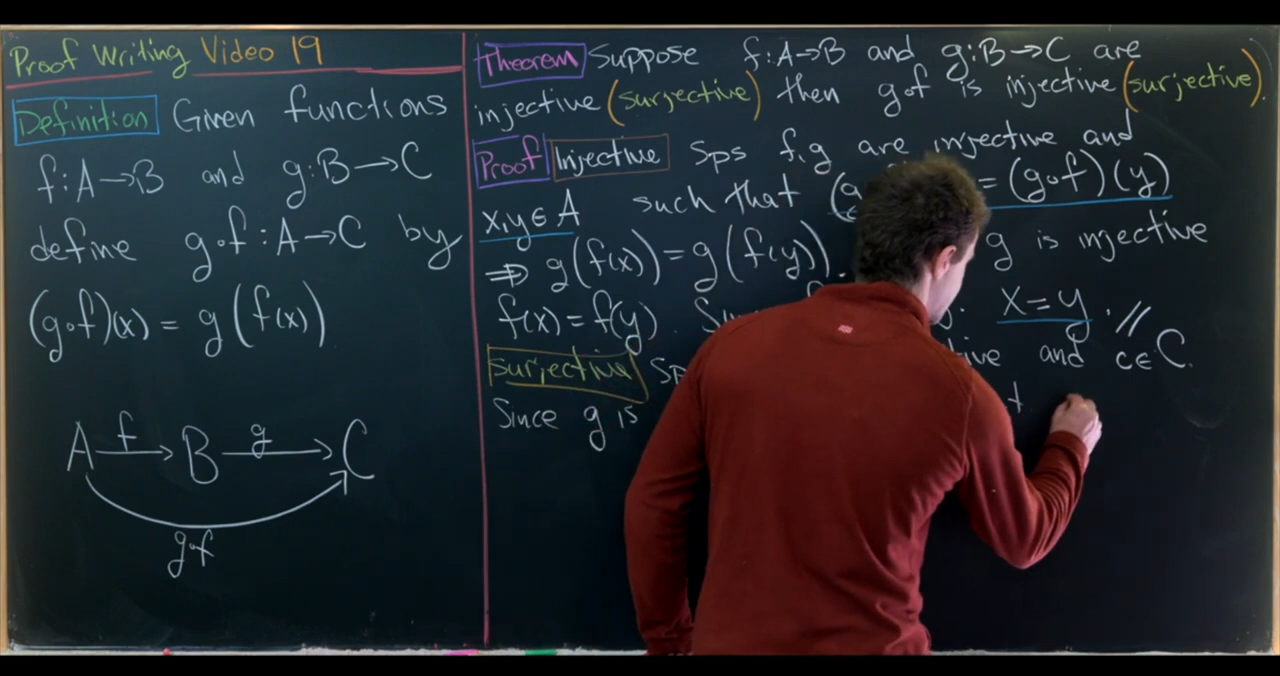 Proof Writing Video 19
Definition Given functions
f:A→B and g:B→C
define g∘f:A→C by
(g∘f)(x) = g(f(x))
A f→ B g→ C
g∘f
Theorem Suppose f:A→B and g:B→C are
injective (surjective) then g∘f is injective (surjective).
Proof Injective Sps f,g are injective and
x,y∈A such that (g = (g∘f)(y)
⇒ g(f(x)) = g(f(y)). g is injective
f(x) = f(y). x = y. //
Surjective and c∈C.
Since g is